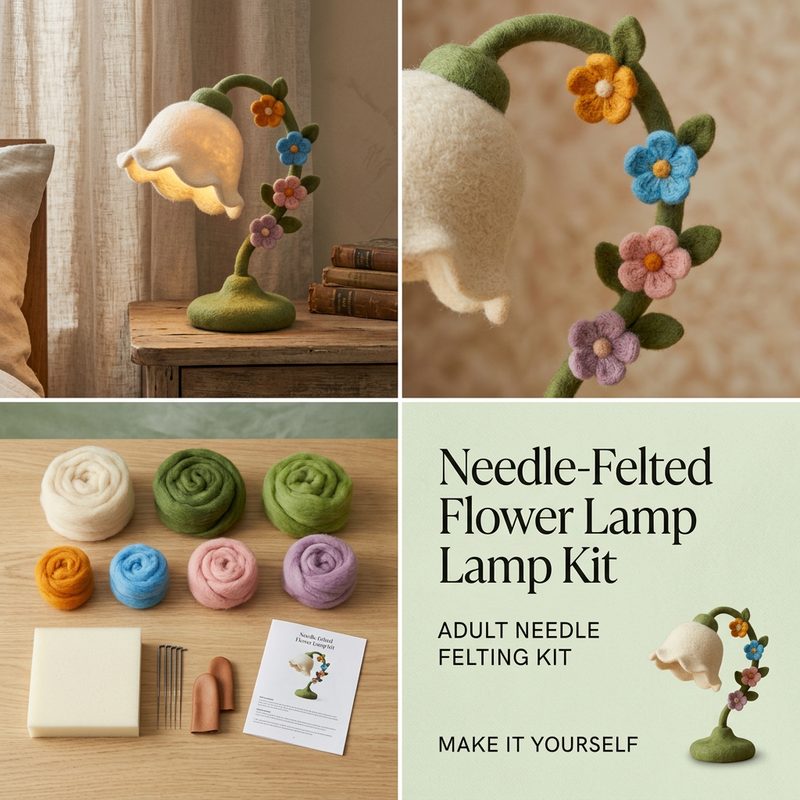 Needle-Felted
Flower Lamp Kit
Needle-Felted
Flower Lamp
Lamp Kit
ADULT NEEDLE
FELTING KIT
MAKE IT YOURSELF